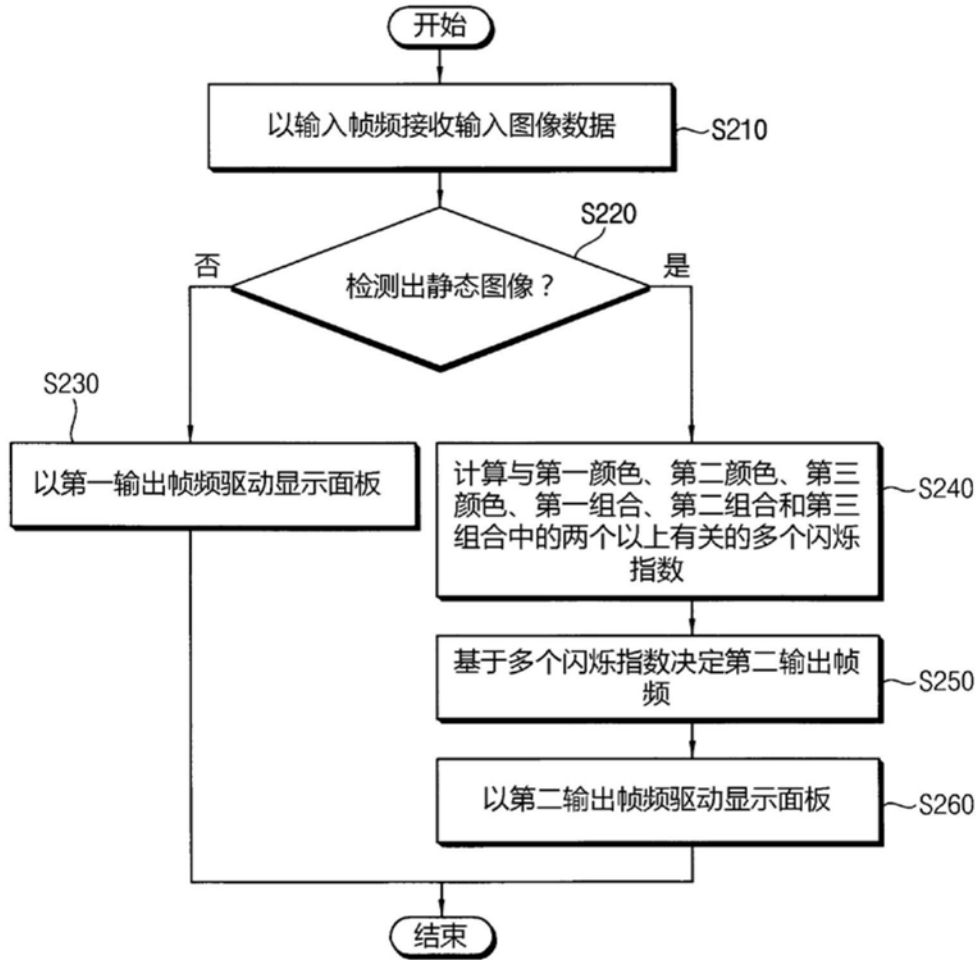 开始
以输入帧频接收输入图像数据
S210
S220
检测出静态图像？
否
是
S230
以第一输出帧频驱动显示面板
计算与第一颜色、第二颜色、第三
颜色、第一组合、第二组合和第三
组合中的两个以上有关的多个闪烁
指数
S240
基于多个闪烁指数决定第二输出帧
频
S250
以第二输出帧频驱动显示面板
S260
结束